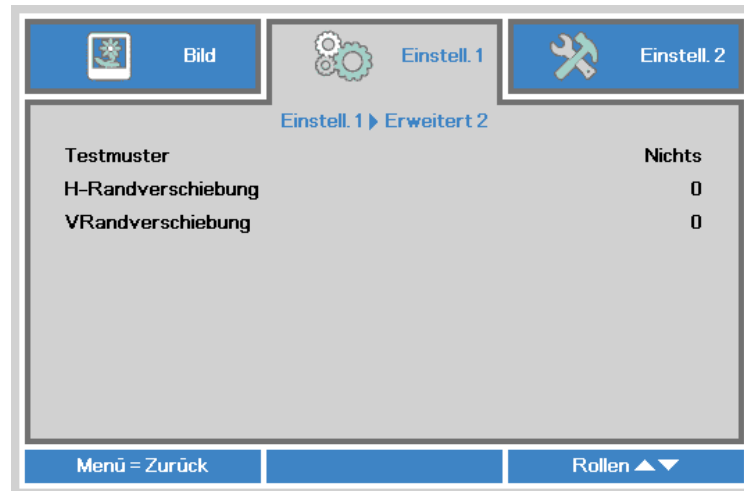 Bild
Einstell. 1
Einstell. 2
Einstell. 1 ▶ Erweitert 2
Testmuster Nichts
H-Randverschiebung 0
VRandverschiebung 0
Menü = Zurück
Rollen ▲▼